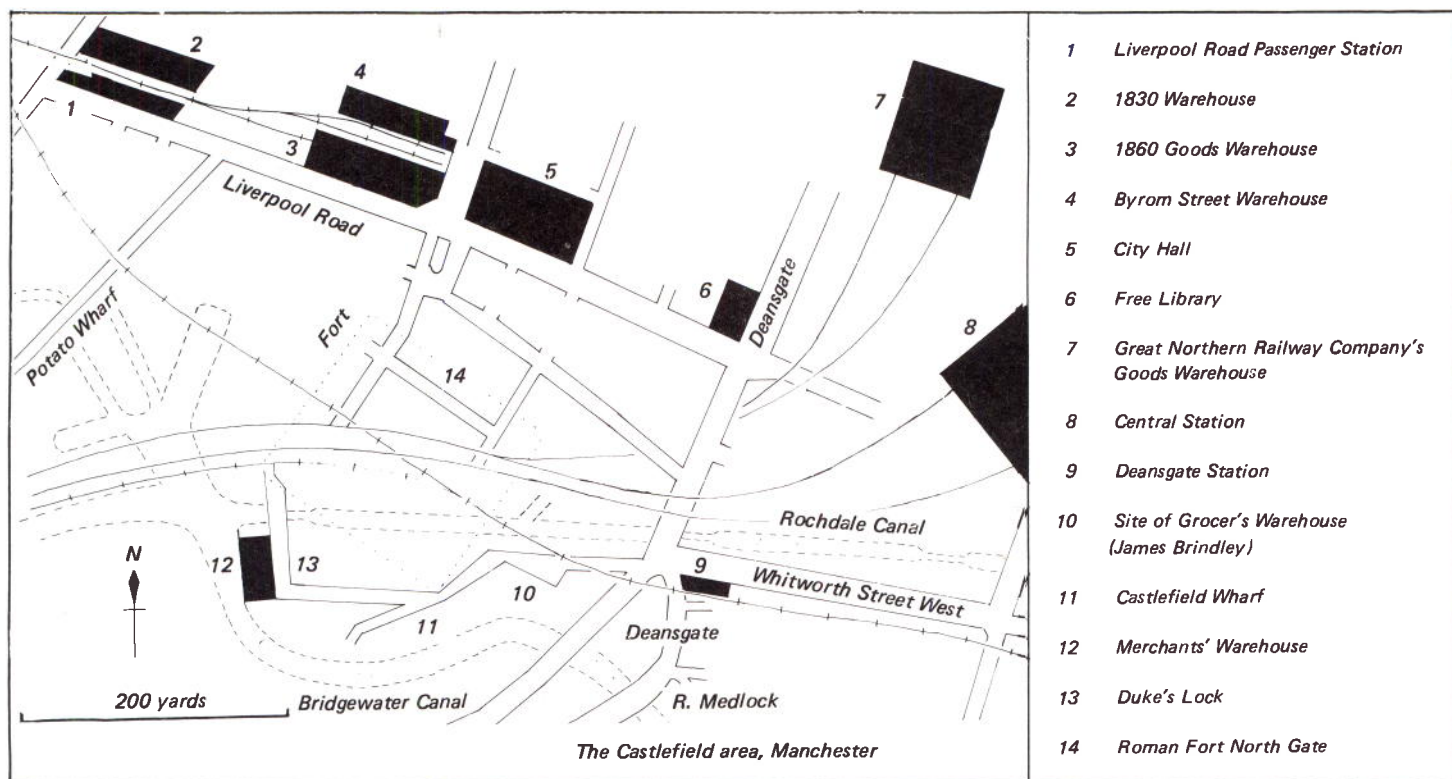 2
4
1
3
7
5
Liverpool Road
6
Deansgate
8
Fort
Potato Wharf
14
Rochdale Canal
N
12
13
9
Whitworth Street West
10
11
Deansgate
200 yards
Bridgewater Canal
R. Medlock
The Castlefield area, Manchester
1 Liverpool Road Passenger Station
2 1830 Warehouse
3 1860 Goods Warehouse
4 Byrom Street Warehouse
5 City Hall
6 Free Library
7 Great Northern Railway Company's
Goods Warehouse
8 Central Station
9 Deansgate Station
10 Site of Grocer's Warehouse
(James Brindley)
11 Castlefield Wharf
12 Merchants' Warehouse
13 Duke's Lock
14 Roman Fort North Gate